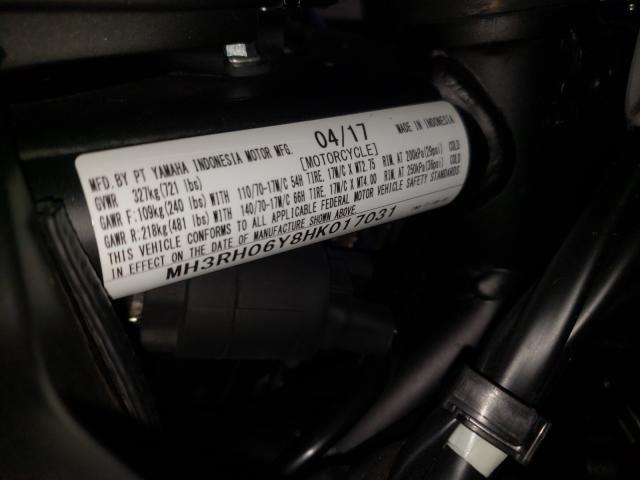 04/17 MADE IN INDONESIA
MFD. BY PT YAMAHA INDONESIA MOTOR MFG. [MOTORCYCLE]
GVWR 327kg(721 lbs)
GAWR F:109kg(240 lbs) WITH 110/70-17M/C 54H TIRE, 17M/C X MT2.75 RIM, AT 200kPa(29psi) COLD
GAWR R:218kg(481 lbs) WITH 140/70-17M/C 66H TIRE, 17M/C X MT4.00 RIM, AT 250kPa(36psi) COLD
THIS VEHICLE CONFORMS TO ALL APPLICABLE FEDERAL MOTOR VEHICLE SAFETY STANDARDS
IN EFFECT ON THE DATE OF MANUFACTURE SHOWN ABOVE
MH3RH06Y8HK017031